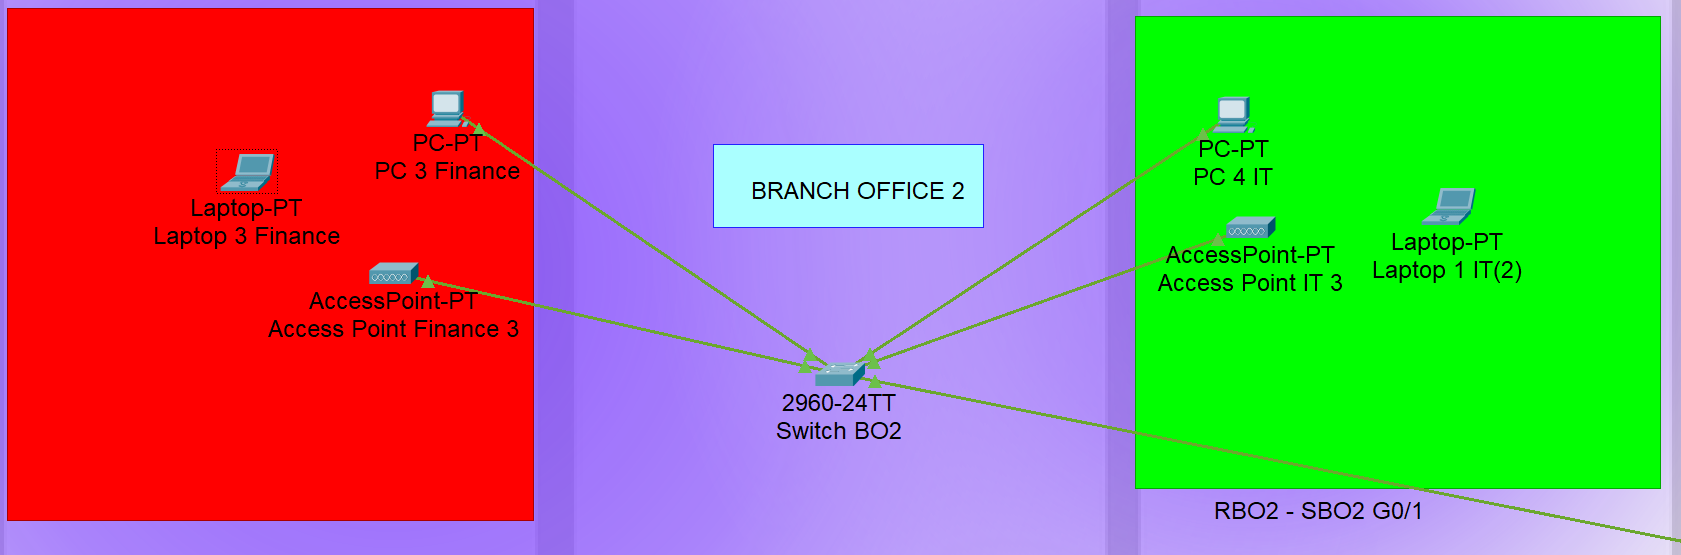 PC-PT
PC 3 Finance
Laptop-PT
Laptop 3 Finance
AccessPoint-PT
Access Point Finance 3
BRANCH OFFICE 2
2960-24TT
Switch BO2
PC-PT
PC 4 IT
AccessPoint-PT
Access Point IT 3
Laptop-PT
Laptop 1 IT(2)
RBO2 - SBO2 G0/1